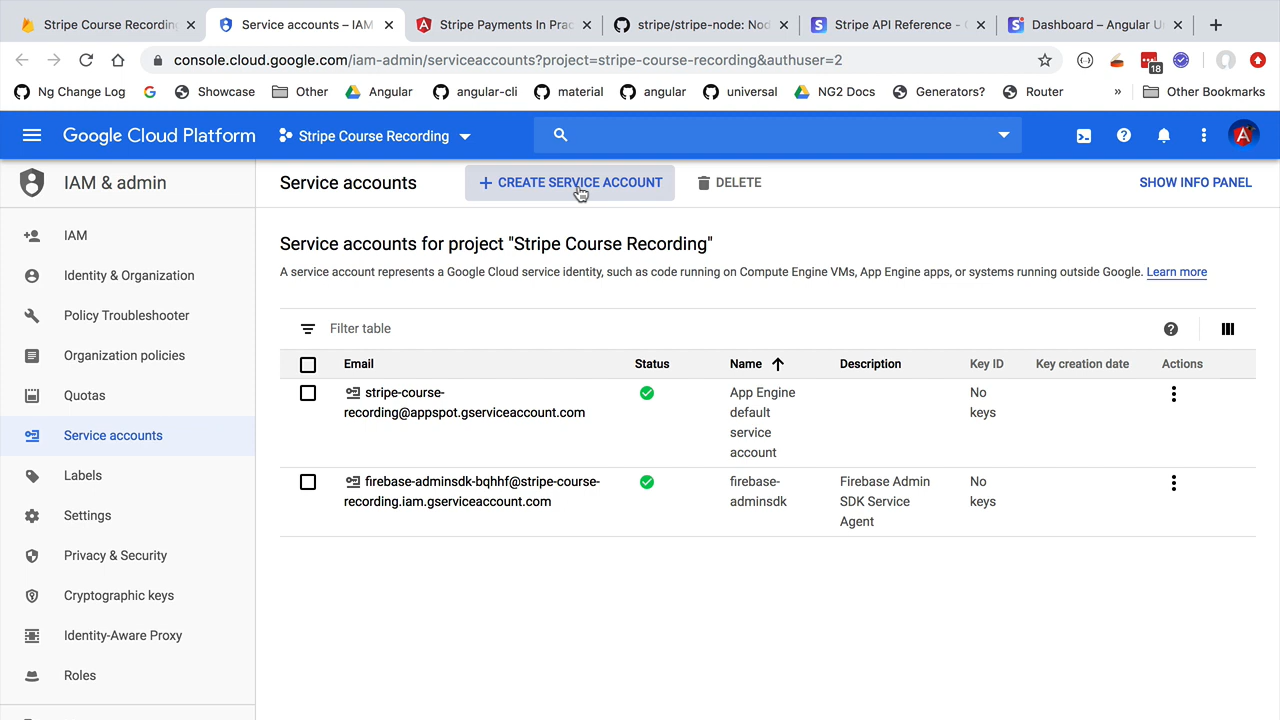 Stripe Course Recording
Service accounts – IAM
Stripe Payments In Prac
stripe/stripe-node: Nod
Stripe API Reference -
Dashboard – Angular U
console.cloud.google.com/iam-admin/serviceaccounts?project=stripe-course-recording&authuser=2
18
Ng Change Log
Showcase
Other
Angular
angular-cli
material
angular
universal
NG2 Docs
Generators?
Router
»
Other Bookmarks
Google Cloud Platform
Stripe Course Recording
IAM & admin
Service accounts
+ CREATE SERVICE ACCOUNT
DELETE
SHOW INFO PANEL
IAM
Identity & Organization
Policy Troubleshooter
Organization policies
Quotas
Service accounts
Labels
Settings
Privacy & Security
Cryptographic keys
Identity-Aware Proxy
Roles
Service accounts for project "Stripe Course Recording"
A service account represents a Google Cloud service identity, such as code running on Compute Engine VMs, App Engine apps, or systems running outside Google. Learn more
Filter table
Email
Status
Name
Description
Key ID
Key creation date
Actions
stripe-course-
recording@appspot.gserviceaccount.com
App Engine
default
service
account
No
keys
firebase-adminsdk-bqhhf@stripe-course-
recording.iam.gserviceaccount.com
firebase-
adminsdk
Firebase Admin
SDK Service
Agent
No
keys